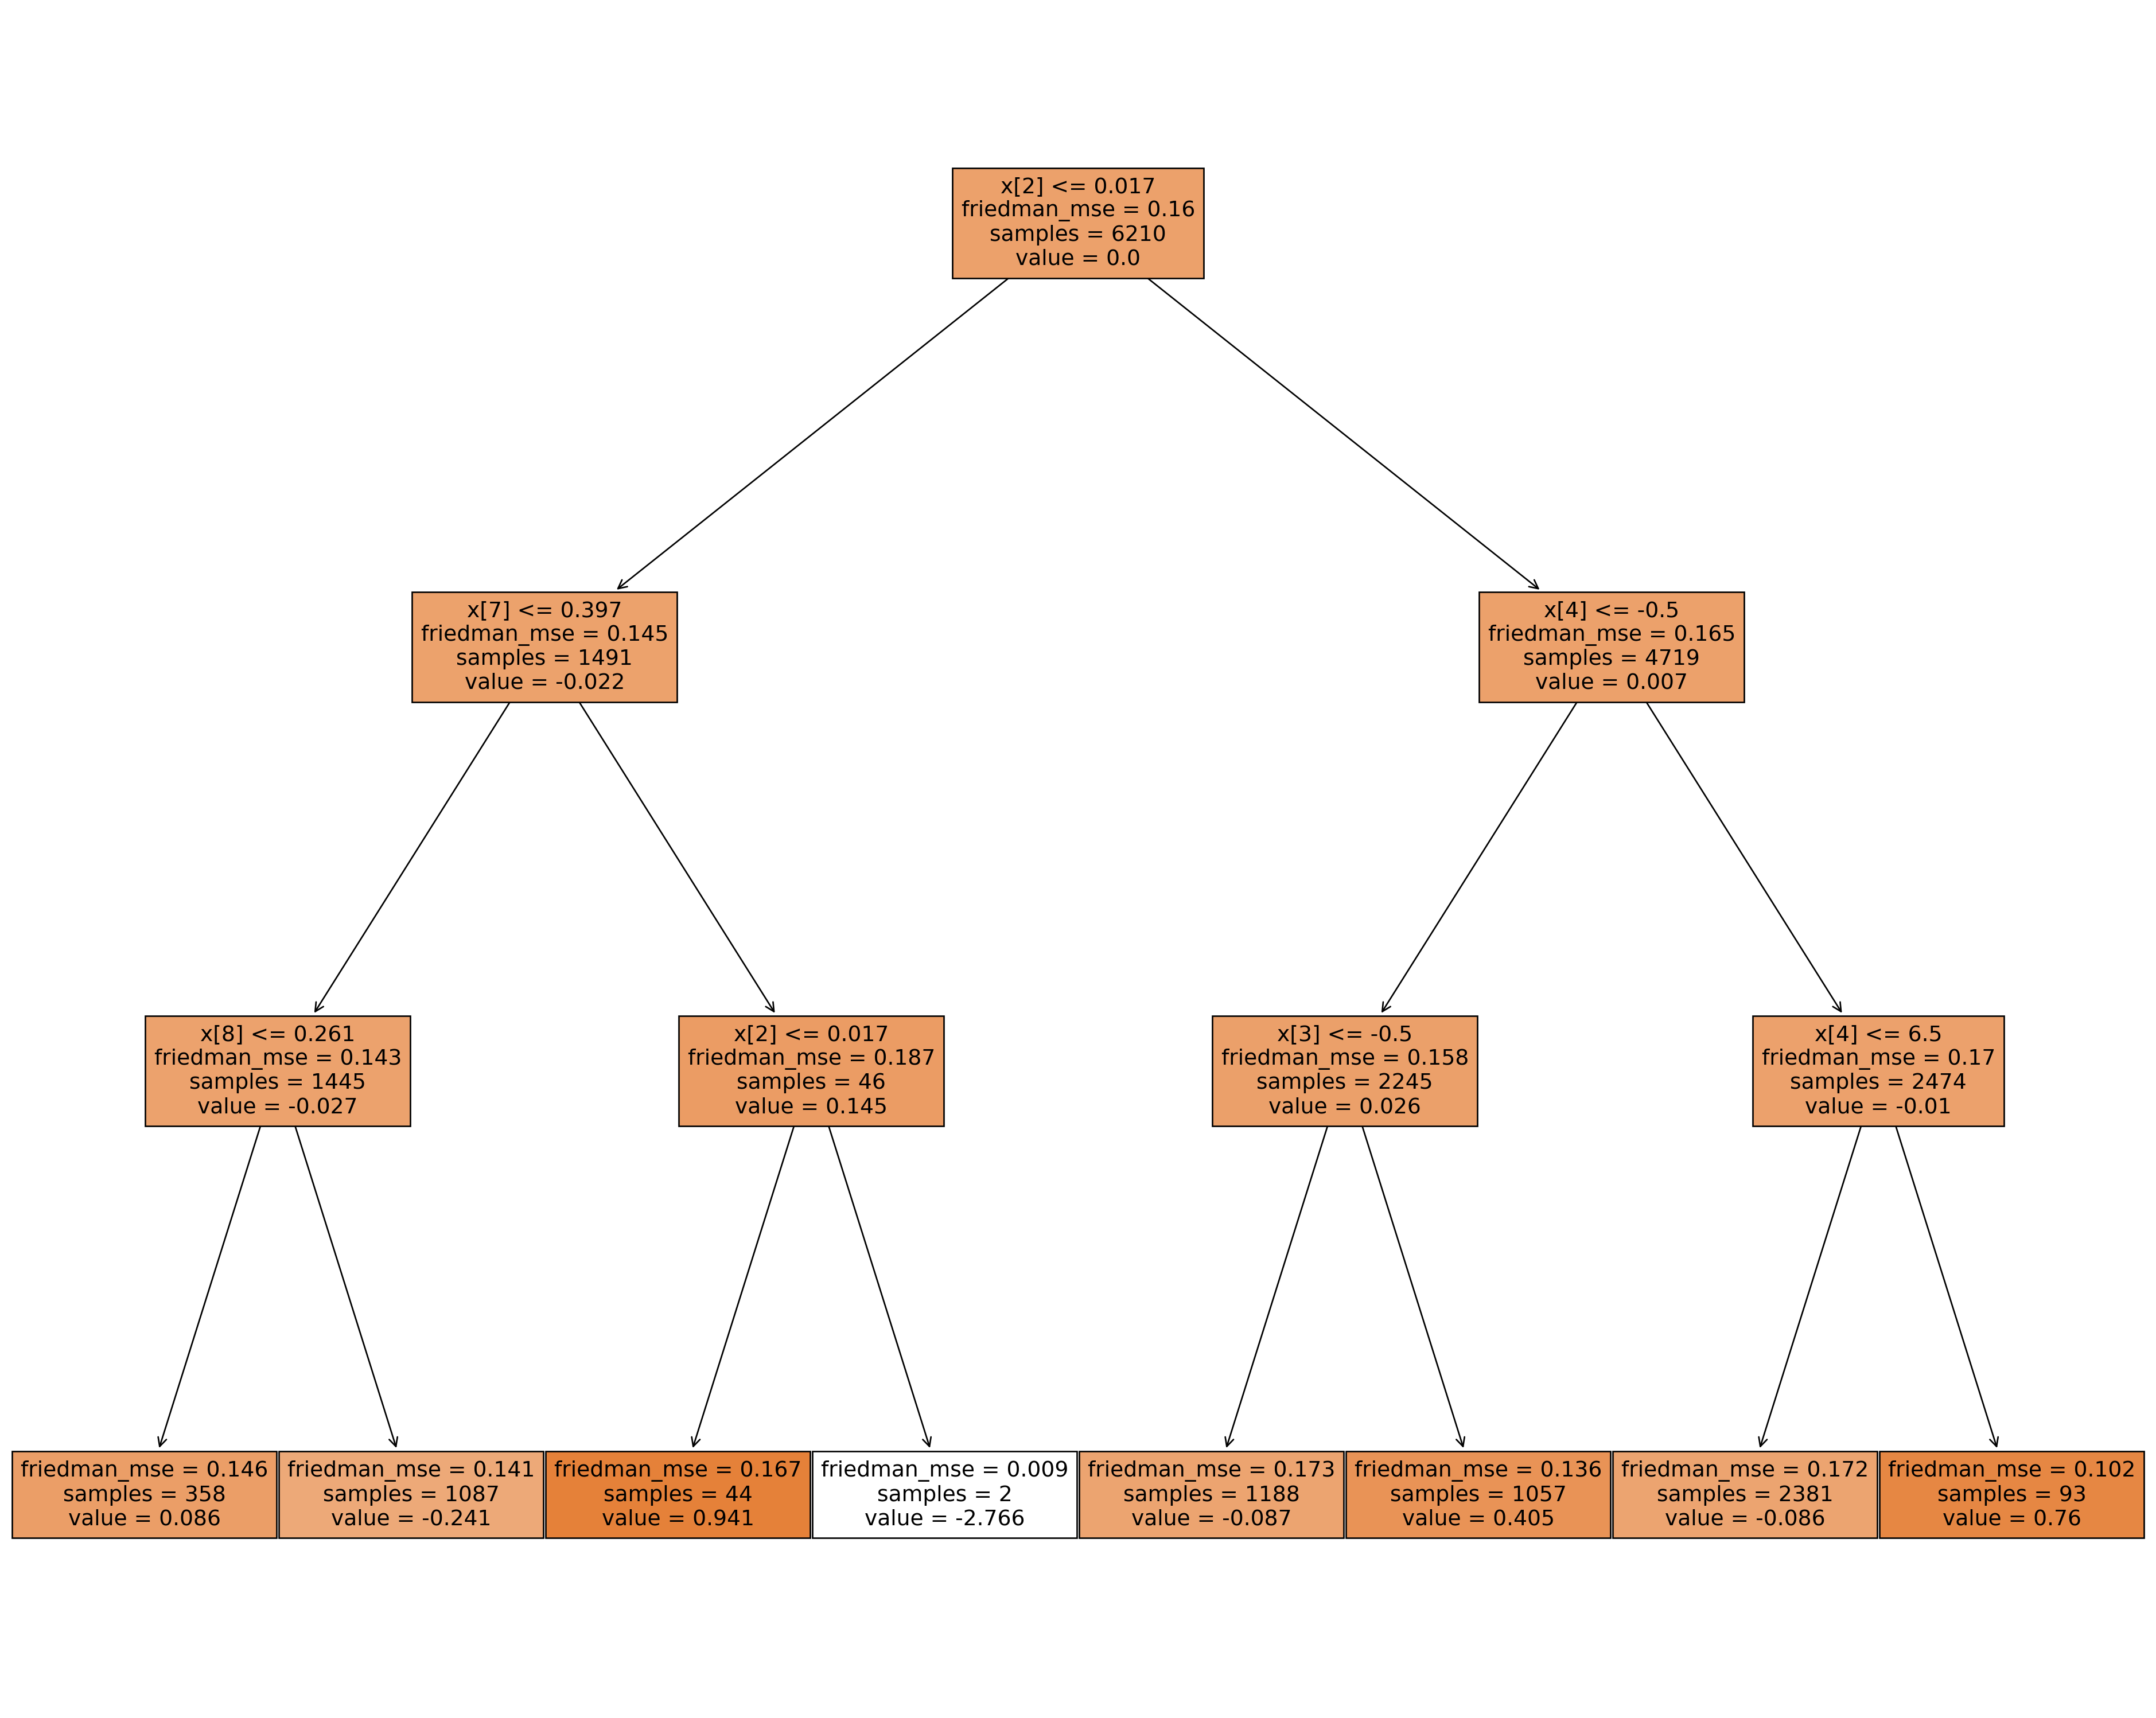 x[2] <= 0.017
friedman_mse = 0.16
samples = 6210
value = 0.0
x[7] <= 0.397
friedman_mse = 0.145
samples = 1491
value = -0.022
x[4] <= -0.5
friedman_mse = 0.165
samples = 4719
value = 0.007
x[8] <= 0.261
friedman_mse = 0.143
samples = 1445
value = -0.027
x[2] <= 0.017
friedman_mse = 0.187
samples = 46
value = 0.145
x[3] <= -0.5
friedman_mse = 0.158
samples = 2245
value = 0.026
x[4] <= 6.5
friedman_mse = 0.17
samples = 2474
value = -0.01
friedman_mse = 0.146
samples = 358
value = 0.086
friedman_mse = 0.141
samples = 1087
value = -0.241
friedman_mse = 0.167
samples = 44
value = 0.941
friedman_mse = 0.009
samples = 2
value = -2.766
friedman_mse = 0.173
samples = 1188
value = -0.087
friedman_mse = 0.136
samples = 1057
value = 0.405
friedman_mse = 0.172
samples = 2381
value = -0.086
friedman_mse = 0.102
samples = 93
value = 0.76